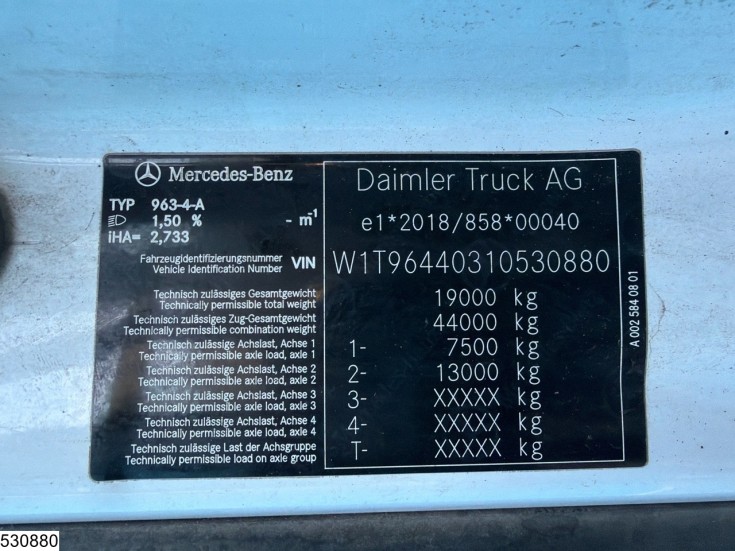 Mercedes-Benz
TYP 963-4-A
1,50 % - m-1
iHA= 2,733
Daimler Truck AG
e1*2018/858*00040
Fahrzeugidentifizierungsnummer
Vehicle Identification Number VIN W1T96440310530880
Technisch zulässiges Gesamtgewicht
Technically permissible total weight 19000 kg
Technisch zulässiges Zug-Gesamtgewicht
Technically permissible combination weight 44000 kg
Technisch zulässige Achslast, Achse 1
Technically permissible axle load, axle 1 1- 7500 kg
Technisch zulässige Achslast, Achse 2
Technically permissible axle load, axle 2 2- 13000 kg
Technisch zulässige Achslast, Achse 3
Technically permissible axle load, axle 3 3- XXXXX kg
Technisch zulässige Achslast, Achse 4
Technically permissible axle load, axle 4 4- XXXXX kg
Technisch zulässige Last der Achsgruppe
Technically permissible load on axle group T- XXXXX kg
A 002 584 08 01
530880